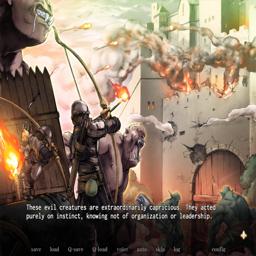 These evil creatures are extraordinarily capricious. They acted
purely on instinct, knowing not of organization or leadership.
save load Q-save Q-load voice auto skip log config